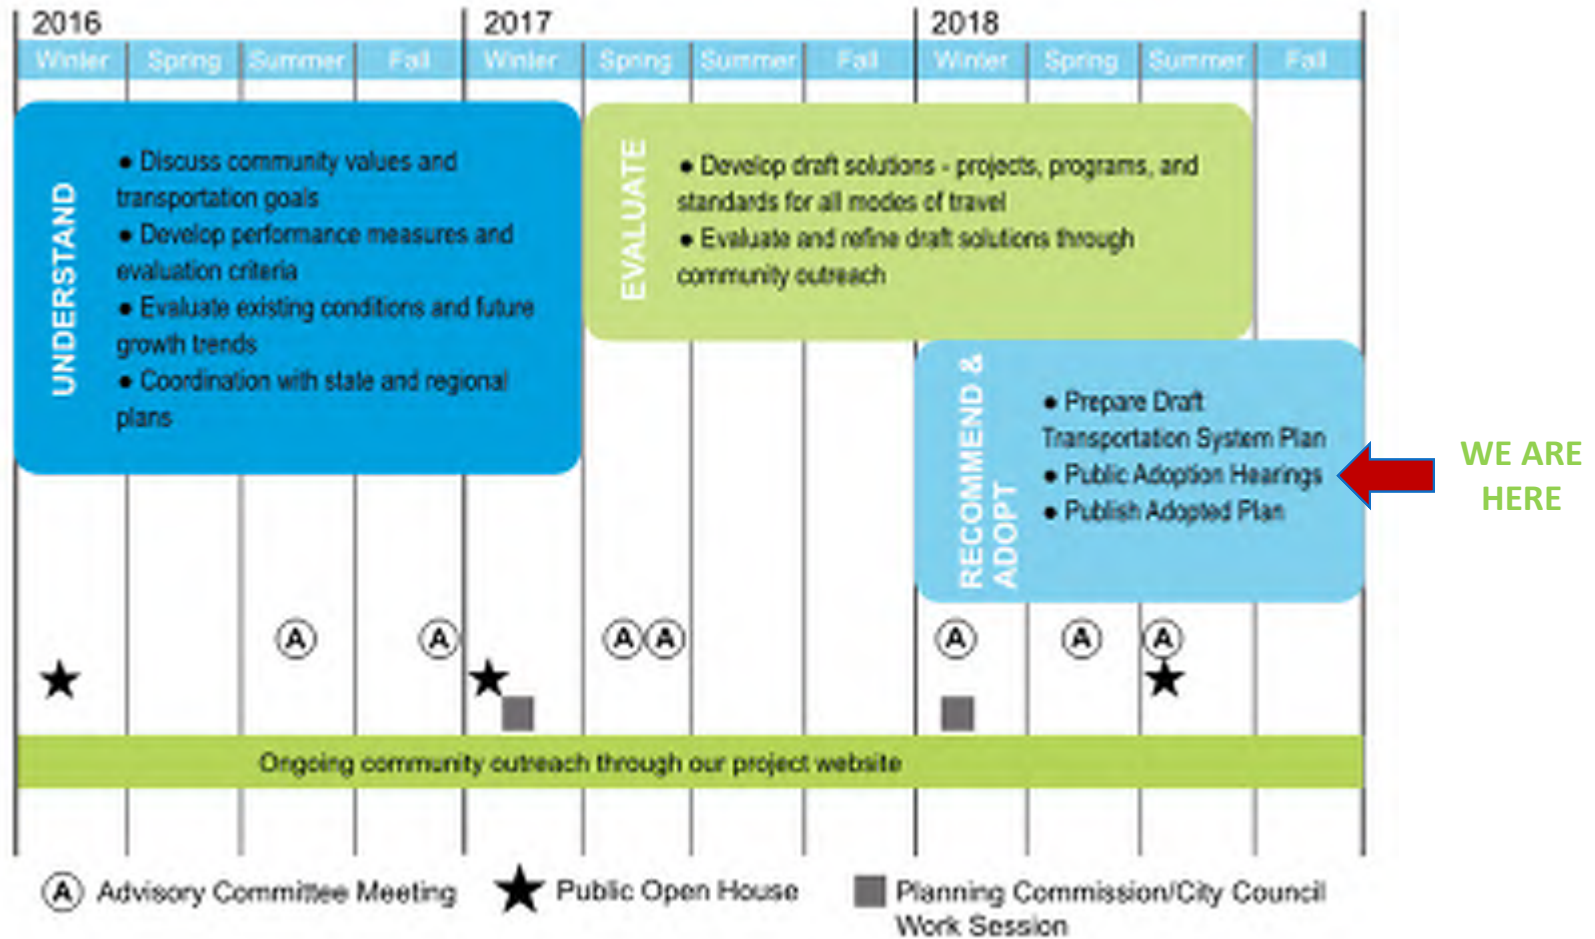 2016 2017 2018
Winter Spring Summer Fall Winter Spring Summer Fall Winter Spring Summer Fall
UNDERSTAND
● Discuss community values and
transportation goals
● Develop performance measures and
evaluation criteria
● Evaluate existing conditions and future
growth trends
● Coordination with state and regional
plans
EVALUATE
● Develop draft solutions - projects, programs, and
standards for all modes of travel
● Evaluate and refine draft solutions through
community outreach
RECOMMEND &
ADOPT
● Prepare Draft
Transportation System Plan
● Public Adoption Hearings
● Publish Adopted Plan
WE ARE
HERE
A A A A A A A
Ongoing community outreach through our project website
A Advisory Committee Meeting
Public Open House
Planning Commission/City Council
Work Session